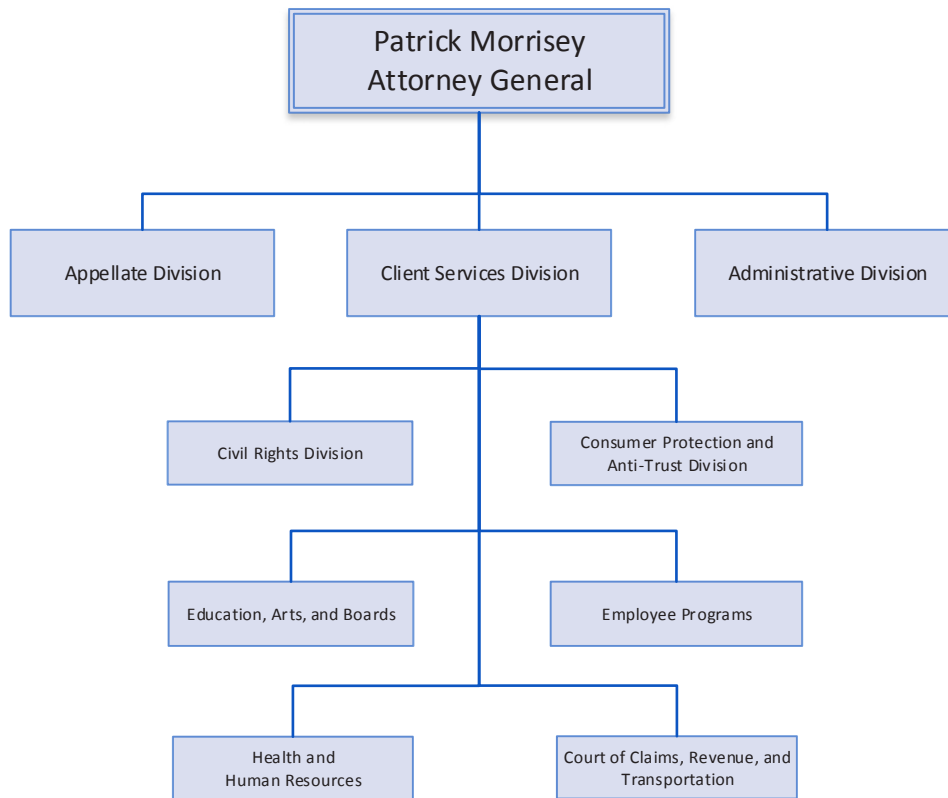 Patrick Morrisey
Attorney General
Appellate Division
Client Services Division
Administrative Division
Civil Rights Division
Consumer Protection and
Anti-Trust Division
Education, Arts, and Boards
Employee Programs
Health and
Human Resources
Court of Claims, Revenue, and
Transportation